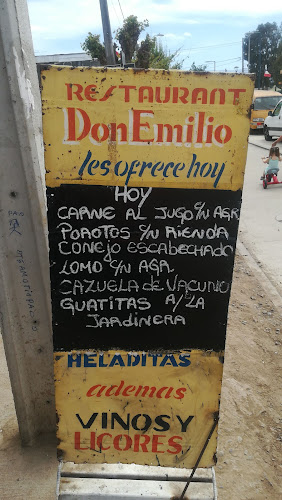 RESTAURANT
Don Emilio
les ofrece hoy
HOY
CARNE AL JUGO C/N AGR
POROTOS C/N RIENDA
CONEJO ESCABECHADO
LOMO C/N AGR.
CAZUELA de VACUNO
GUATITAS A/LA
JARDINERA
HELADITAS
ademas
VINOS Y
LICORES